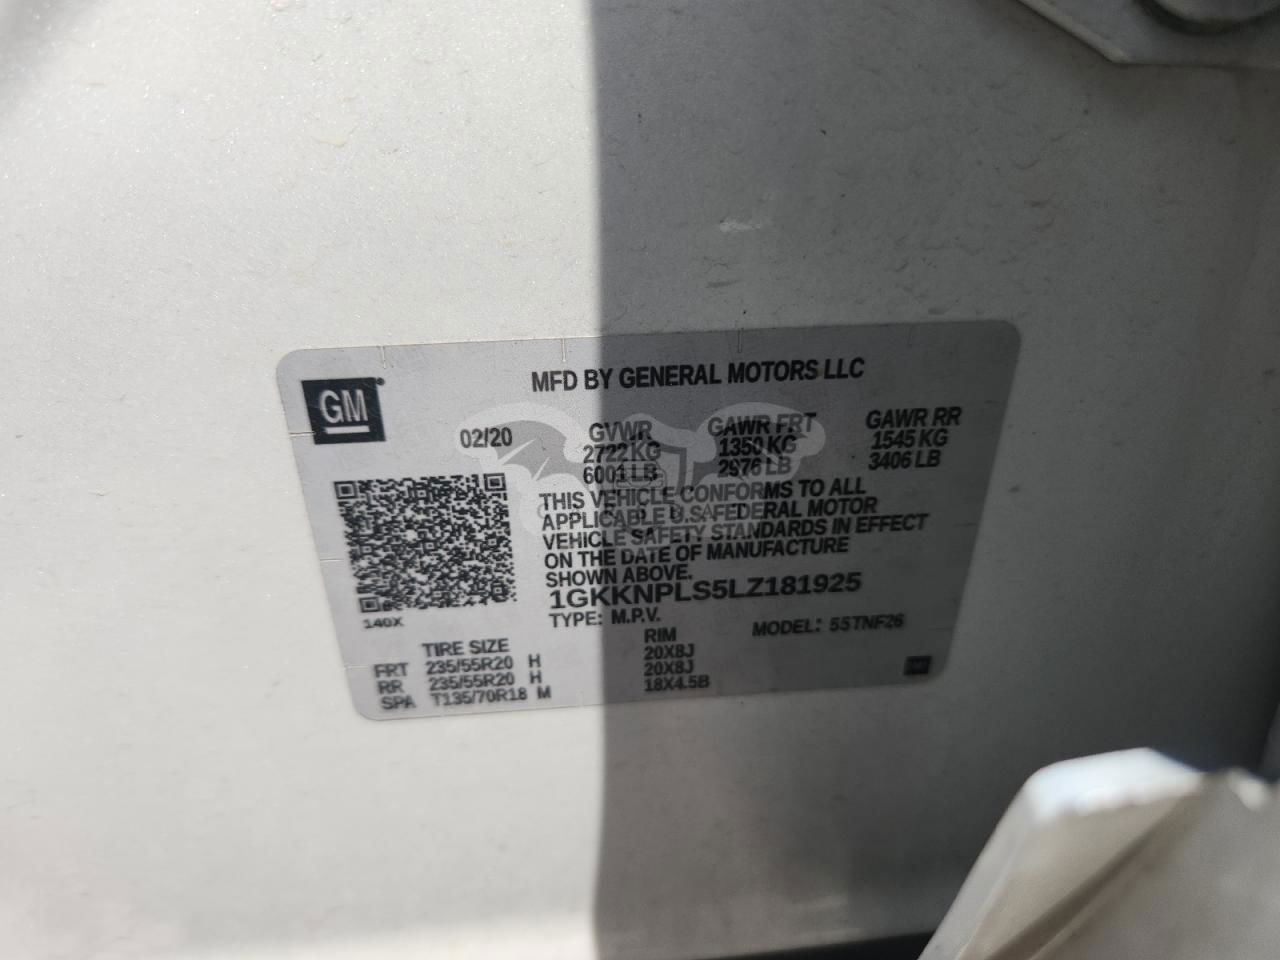 GM
MFD BY GENERAL MOTORS LLC
02/20
GVWR GAWR FRT GAWR RR
2722 KG 1350 KG 1545 KG
6001 LB 2976 LB 3406 LB
THIS VEHICLE CONFORMS TO ALL
APPLICABLE U.S. FEDERAL MOTOR
VEHICLE SAFETY STANDARDS IN EFFECT
ON THE DATE OF MANUFACTURE
SHOWN ABOVE.
1GKKNPLS5LZ181925
140X
TYPE: M.P.V. MODEL: 55TNF26
TIRE SIZE RIM
FRT 235/55R20 H 20X8J
RR 235/55R20 H 20X8J
SPA T135/70R18 M 18X4.5B
GM